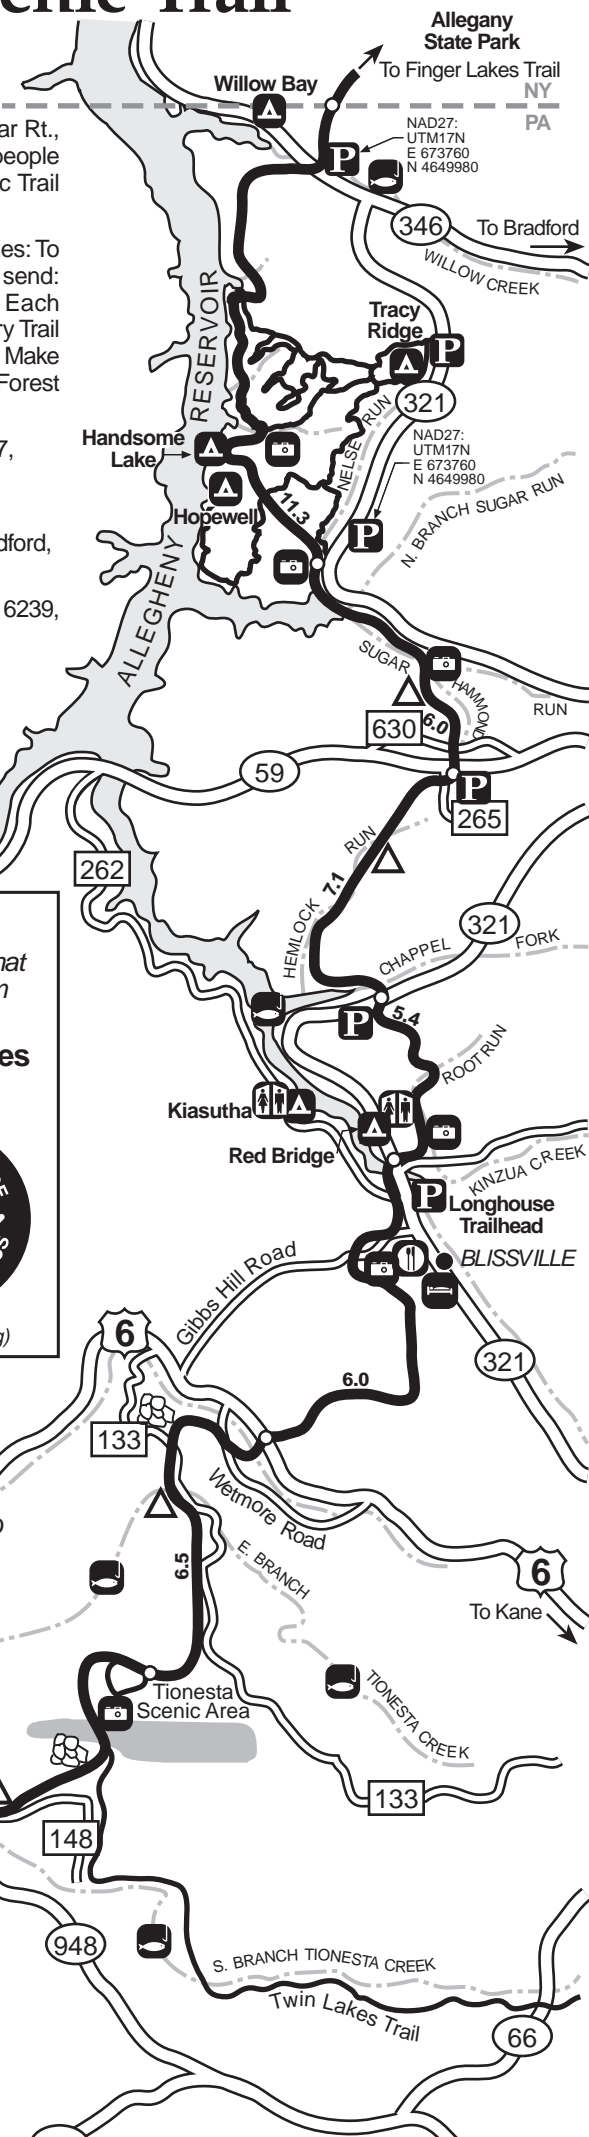 Trail
Allegany
State Park
To Finger Lakes Trail
Willow Bay
NY
PA
ar Rt.,
people
c Trail
NAD27:
UTM17N
E 673760
N 4649980
P
346
To Bradford
WILLOW CREEK
es: To
send:
Each
ry Trail
Make
Forest
RESERVOIR
Tracy
Ridge
P
321
NELSE RUN
7,
NAD27:
UTM17N
E 673760
N 4649980
Handsome
Lake
Hopewell
11.3
P
N. BRANCH SUGAR RUN
dford,
6239,
ALLEGHENY
SUGAR
RUN
HAMMOND
630
6.0
59
P
265
262
RUN
HEMLOCK
7.1
321
CHAPPEL
FORK
hat
m
es
P
5.4
ROOT RUN
Kiasutha
Red Bridge
KINZUA CREEK
P
Longhouse
Trailhead
BLISSVILLE
Gibbs Hill Road
g)
6
321
6.0
133
Wetmore Road
6.5
E. BRANCH
6
To Kane
TIONESTA
CREEK
Tionesta
Scenic Area
133
148
948
S. BRANCH TIONESTA CREEK
Twin Lakes Trail
66